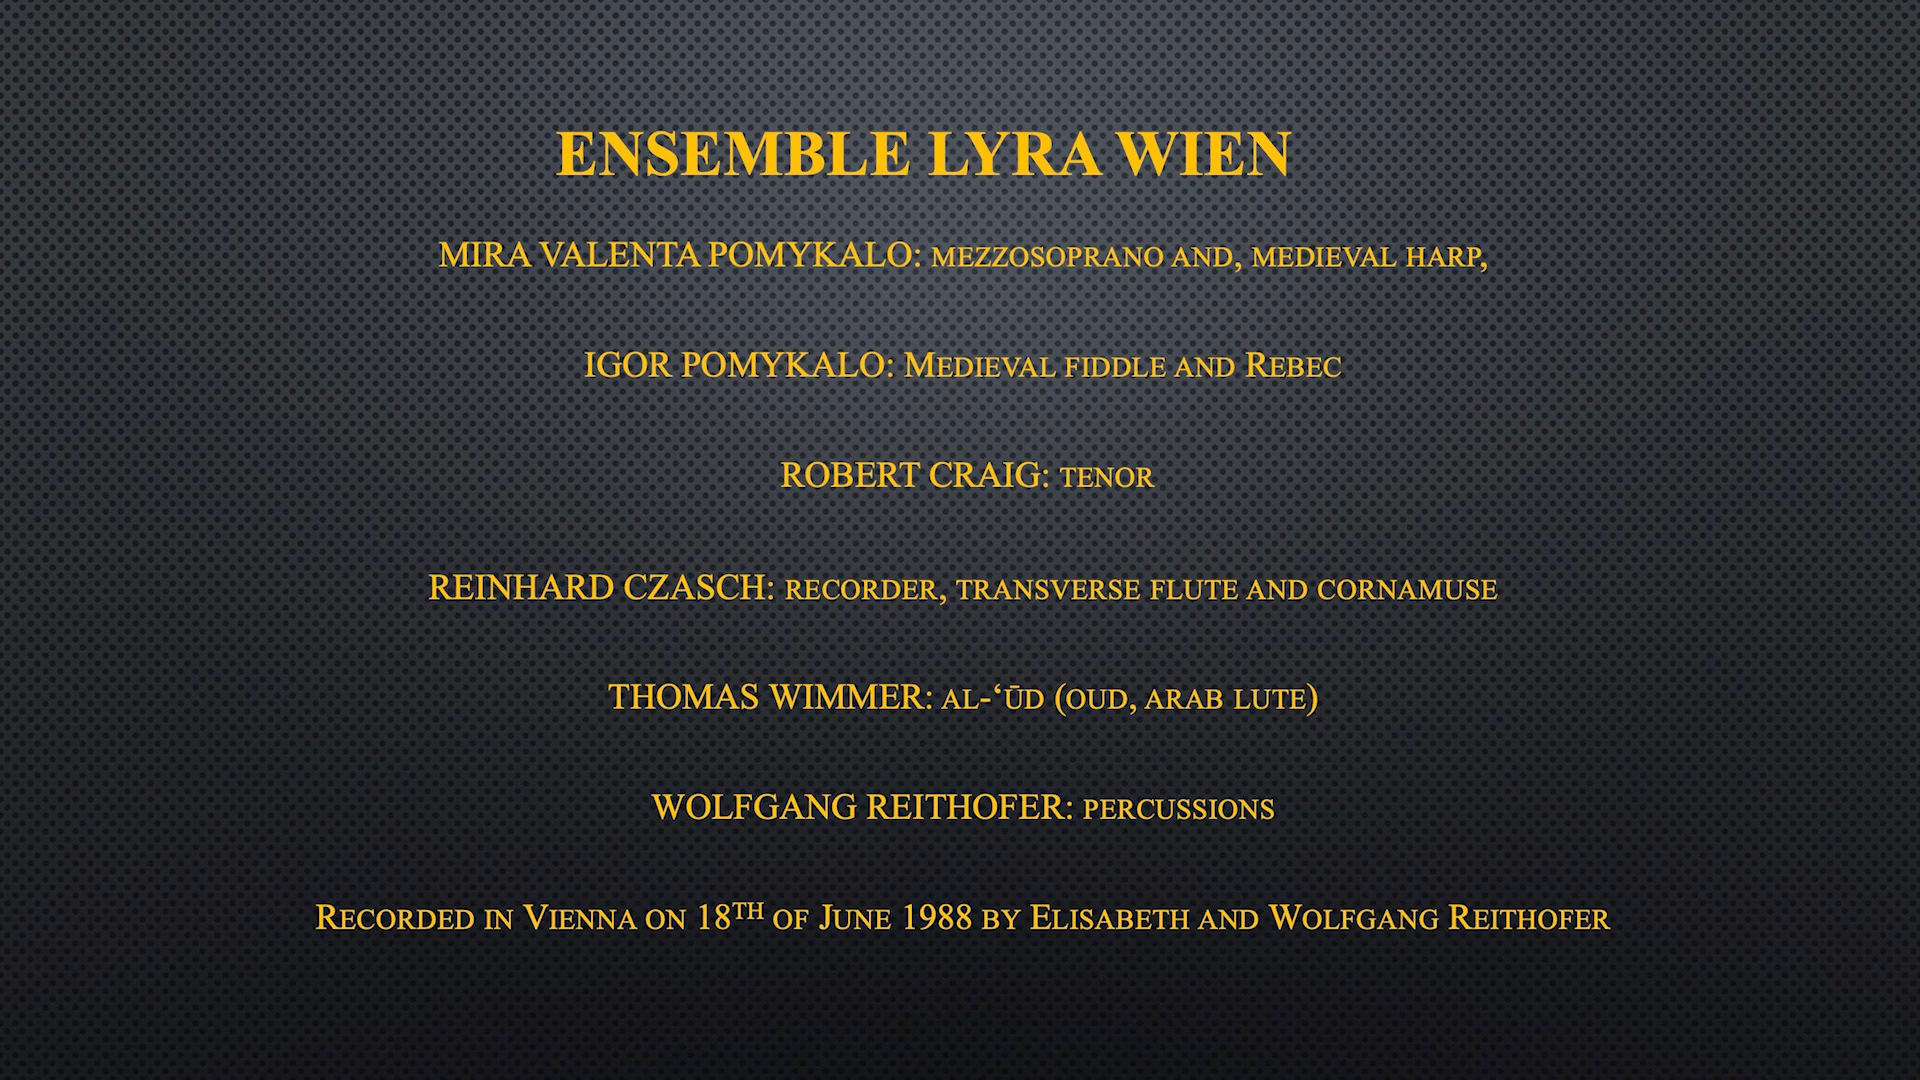 ENSEMBLE LYRA WIEN
MIRA VALENTA POMYKALO: MEZZOSOPRANO AND, MEDIEVAL HARP,
IGOR POMYKALO: MEDIEVAL FIDDLE AND REBEC
ROBERT CRAIG: TENOR
REINHARD CZASCH: RECORDER, TRANSVERSE FLUTE AND CORNAMUSE
THOMAS WIMMER: AL-‘ŪD (OUD, ARAB LUTE)
WOLFGANG REITHOFER: PERCUSSIONS
RECORDED IN VIENNA ON 18TH OF JUNE 1988 BY ELISABETH AND WOLFGANG REITHOFER